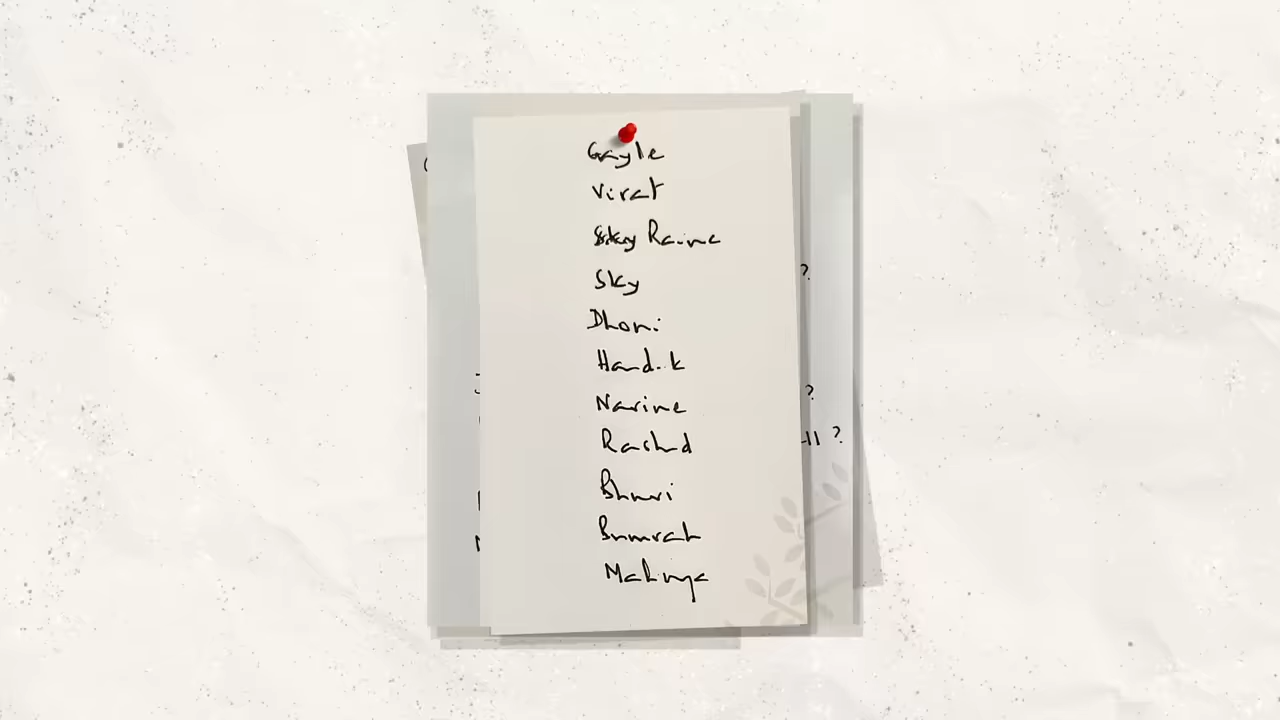 Gayle
Virat
Raina
Sky
Dhoni
Hardik
Narine
Rashid
Bhuvi
Bumrah
Malinga
?
?
?